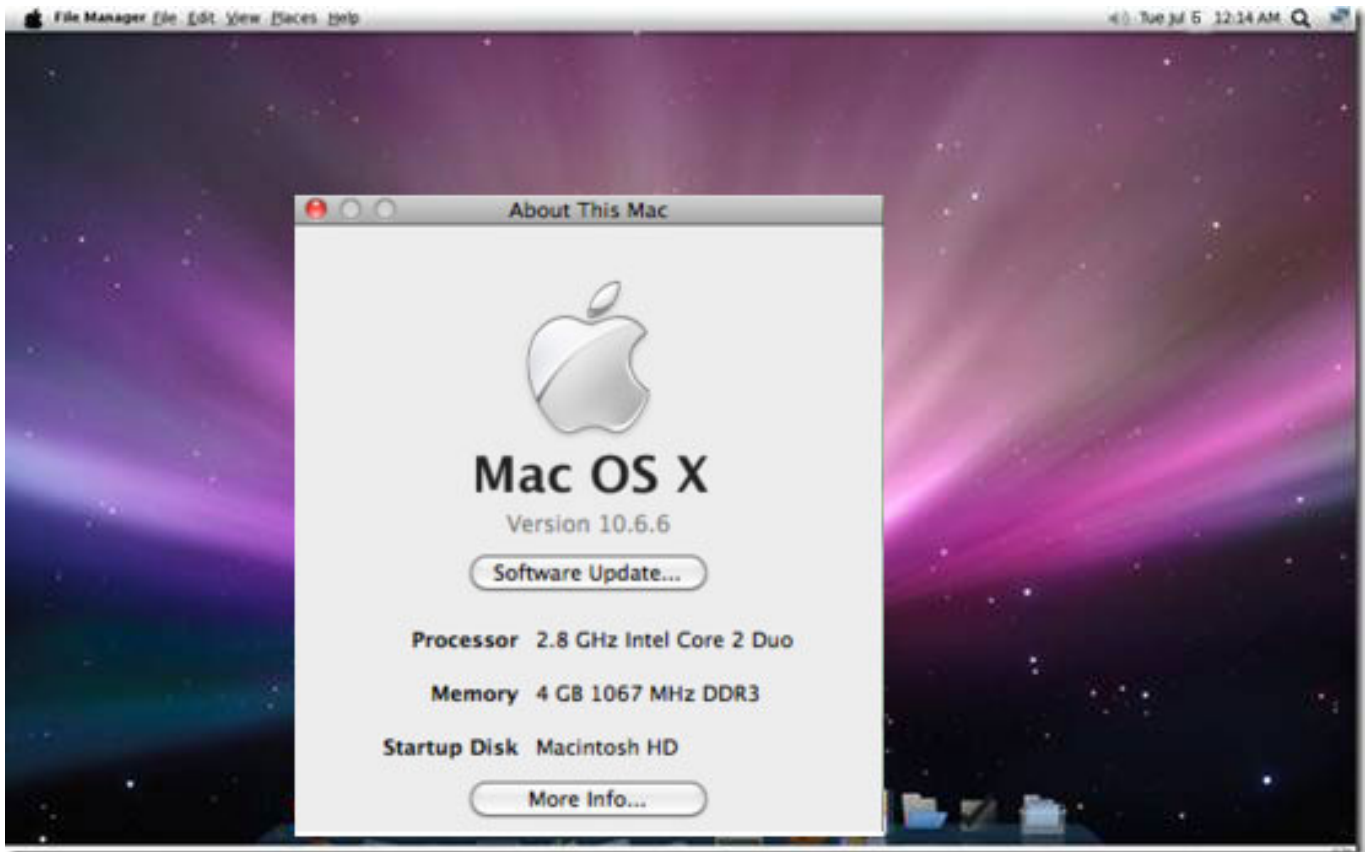 File Manager File Edit View Places Help
Tue Jul 5 12:14 AM
About This Mac
Mac OS X
Version 10.6.6
Software Update...
Processor 2.8 GHz Intel Core 2 Duo
Memory 4 GB 1067 MHz DDR3
Startup Disk Macintosh HD
More Info...